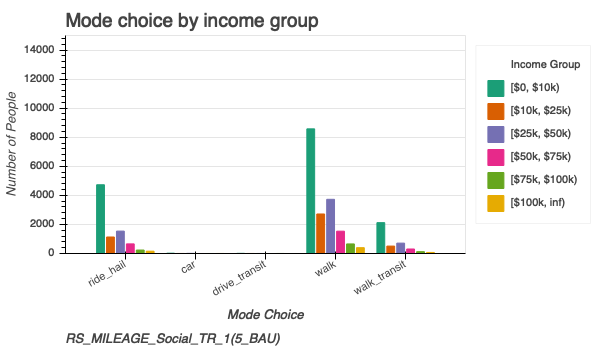 Mode choice by income group
14000
12000
10000
8000
6000
4000
2000
0
Number of People
ride_hail
car
drive_transit
walk
walk_transit
Mode Choice
RS_MILEAGE_Social_TR_1(5_BAU)
Income Group
[$0, $10k)
[$10k, $25k)
[$25k, $50k)
[$50k, $75k)
[$75k, $100k)
[$100k, inf)